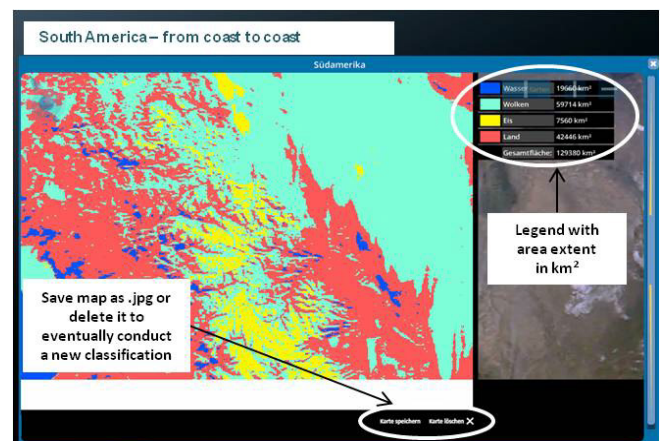 South America – from coast to coast
Südamerika
Wasser 19660 km²
Wolken 59714 km²
Eis 7560 km²
Land 42446 km²
Gesamtfläche: 129380 km²
Legend with
area extent
in km²
Save map as .jpg or
delete it to
eventually conduct
a new classification
Karte speichern Karte löschen X